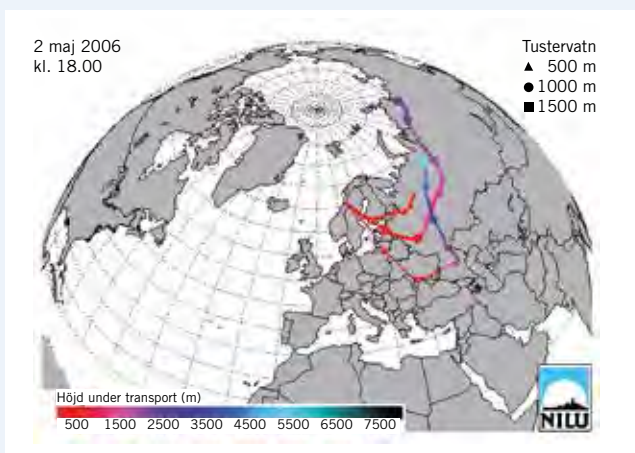 2 maj 2006
kl. 18.00
Tustervatn
▲ 500 m
● 1000 m
■ 1500 m
Höjd under transport (m)
500 1500 2500 3500 4500 5500 6500 7500
NILU